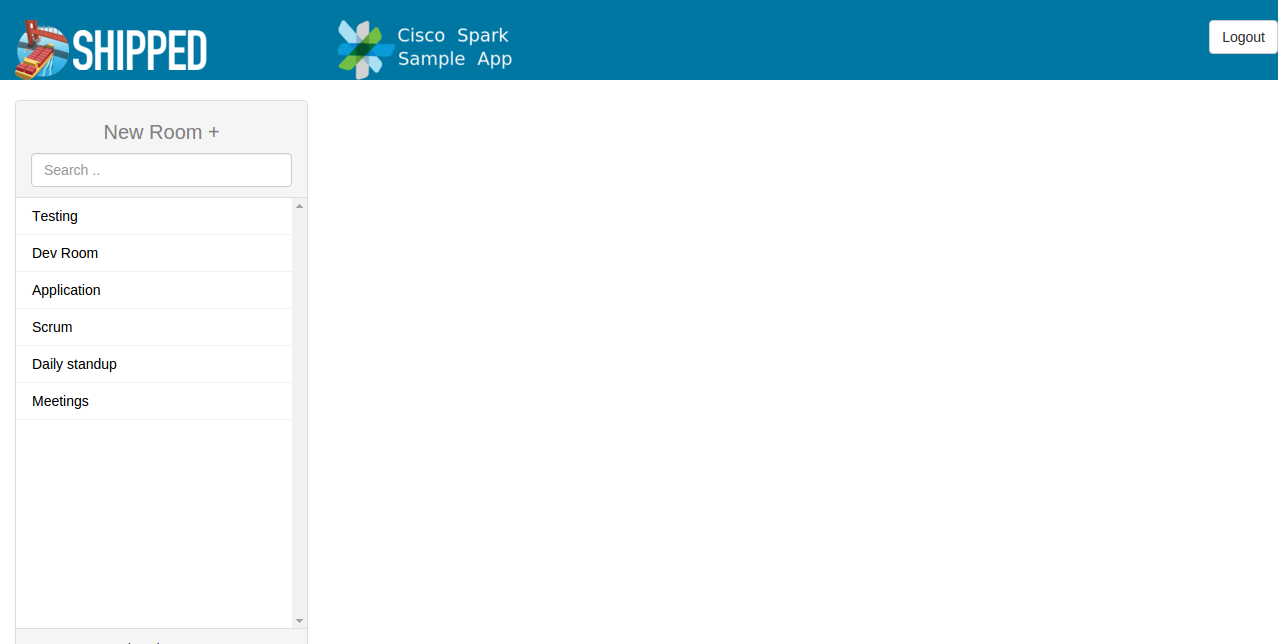 SHIPPED
Cisco Spark
Sample App
Logout
New Room +
Search ..
Testing
Dev Room
Application
Scrum
Daily standup
Meetings